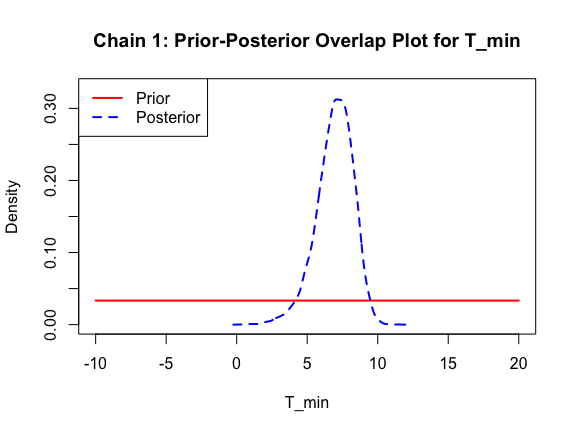 Chain 1: Prior-Posterior Overlap Plot for T_min
Prior
Posterior
Density
0.30
0.20
0.10
0.00
-10 -5 0 5 10 15 20
T_min